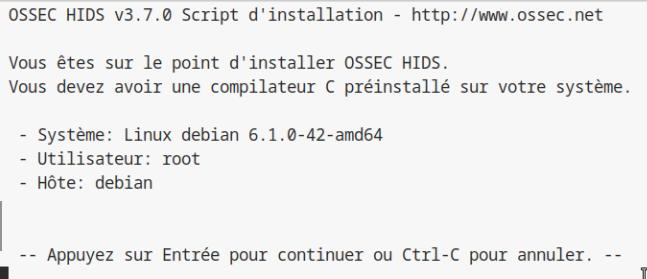 OSSEC HIDS v3.7.0 Script d'installation - http://www.ossec.net
Vous êtes sur le point d'installer OSSEC HIDS.
Vous devez avoir une compilateur C préinstallé sur votre système.
- Système: Linux debian 6.1.0-42-amd64
- Utilisateur: root
- Hôte: debian
-- Appuyez sur Entrée pour continuer ou Ctrl-C pour annuler. --